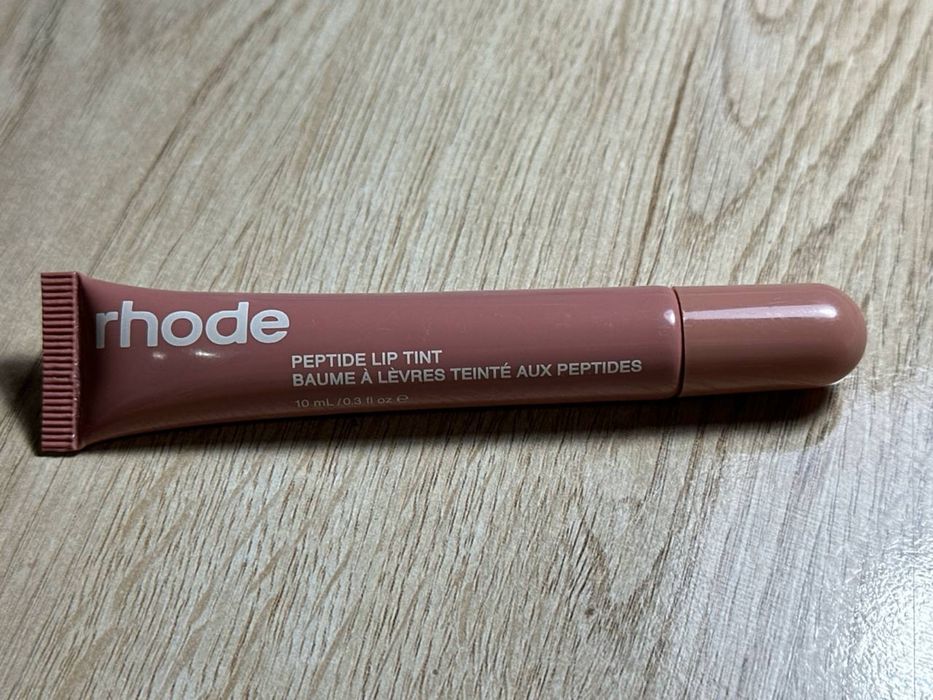 rhode
PEPTIDE LIP TINT
BAUME À LÈVRES TEINTÉ AUX PEPTIDES
10 mL / 0.3 fl oz ℮